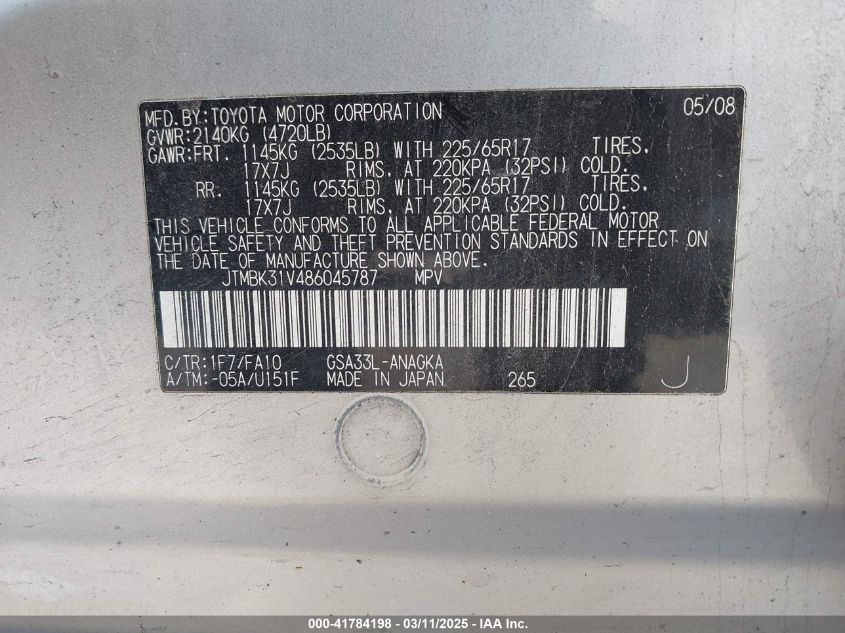 MFD.BY:TOYOTA MOTOR CORPORATION 05/08
GVWR:2140KG (4720LB)
GAWR:FRT. 1145KG (2535LB) WITH 225/65R17 TIRES.
17X7J RIMS. AT 220KPA (32PSI) COLD.
RR. 1145KG (2535LB) WITH 225/65R17 TIRES.
17X7J RIMS. AT 220KPA (32PSI) COLD.
THIS VEHICLE CONFORMS TO ALL APPLICABLE FEDERAL MOTOR
VEHICLE SAFETY AND THEFT PREVENTION STANDARDS IN EFFECT ON
THE DATE OF MANUFACTURE SHOWN ABOVE.
JTMBK31V486045787 MPV
C/TR:1F7/FA10 GSA33L-ANAGKA
A/TM:-05A/U151F MADE IN JAPAN 265 J
000-41784198 - 03/11/2025 - IAA Inc.